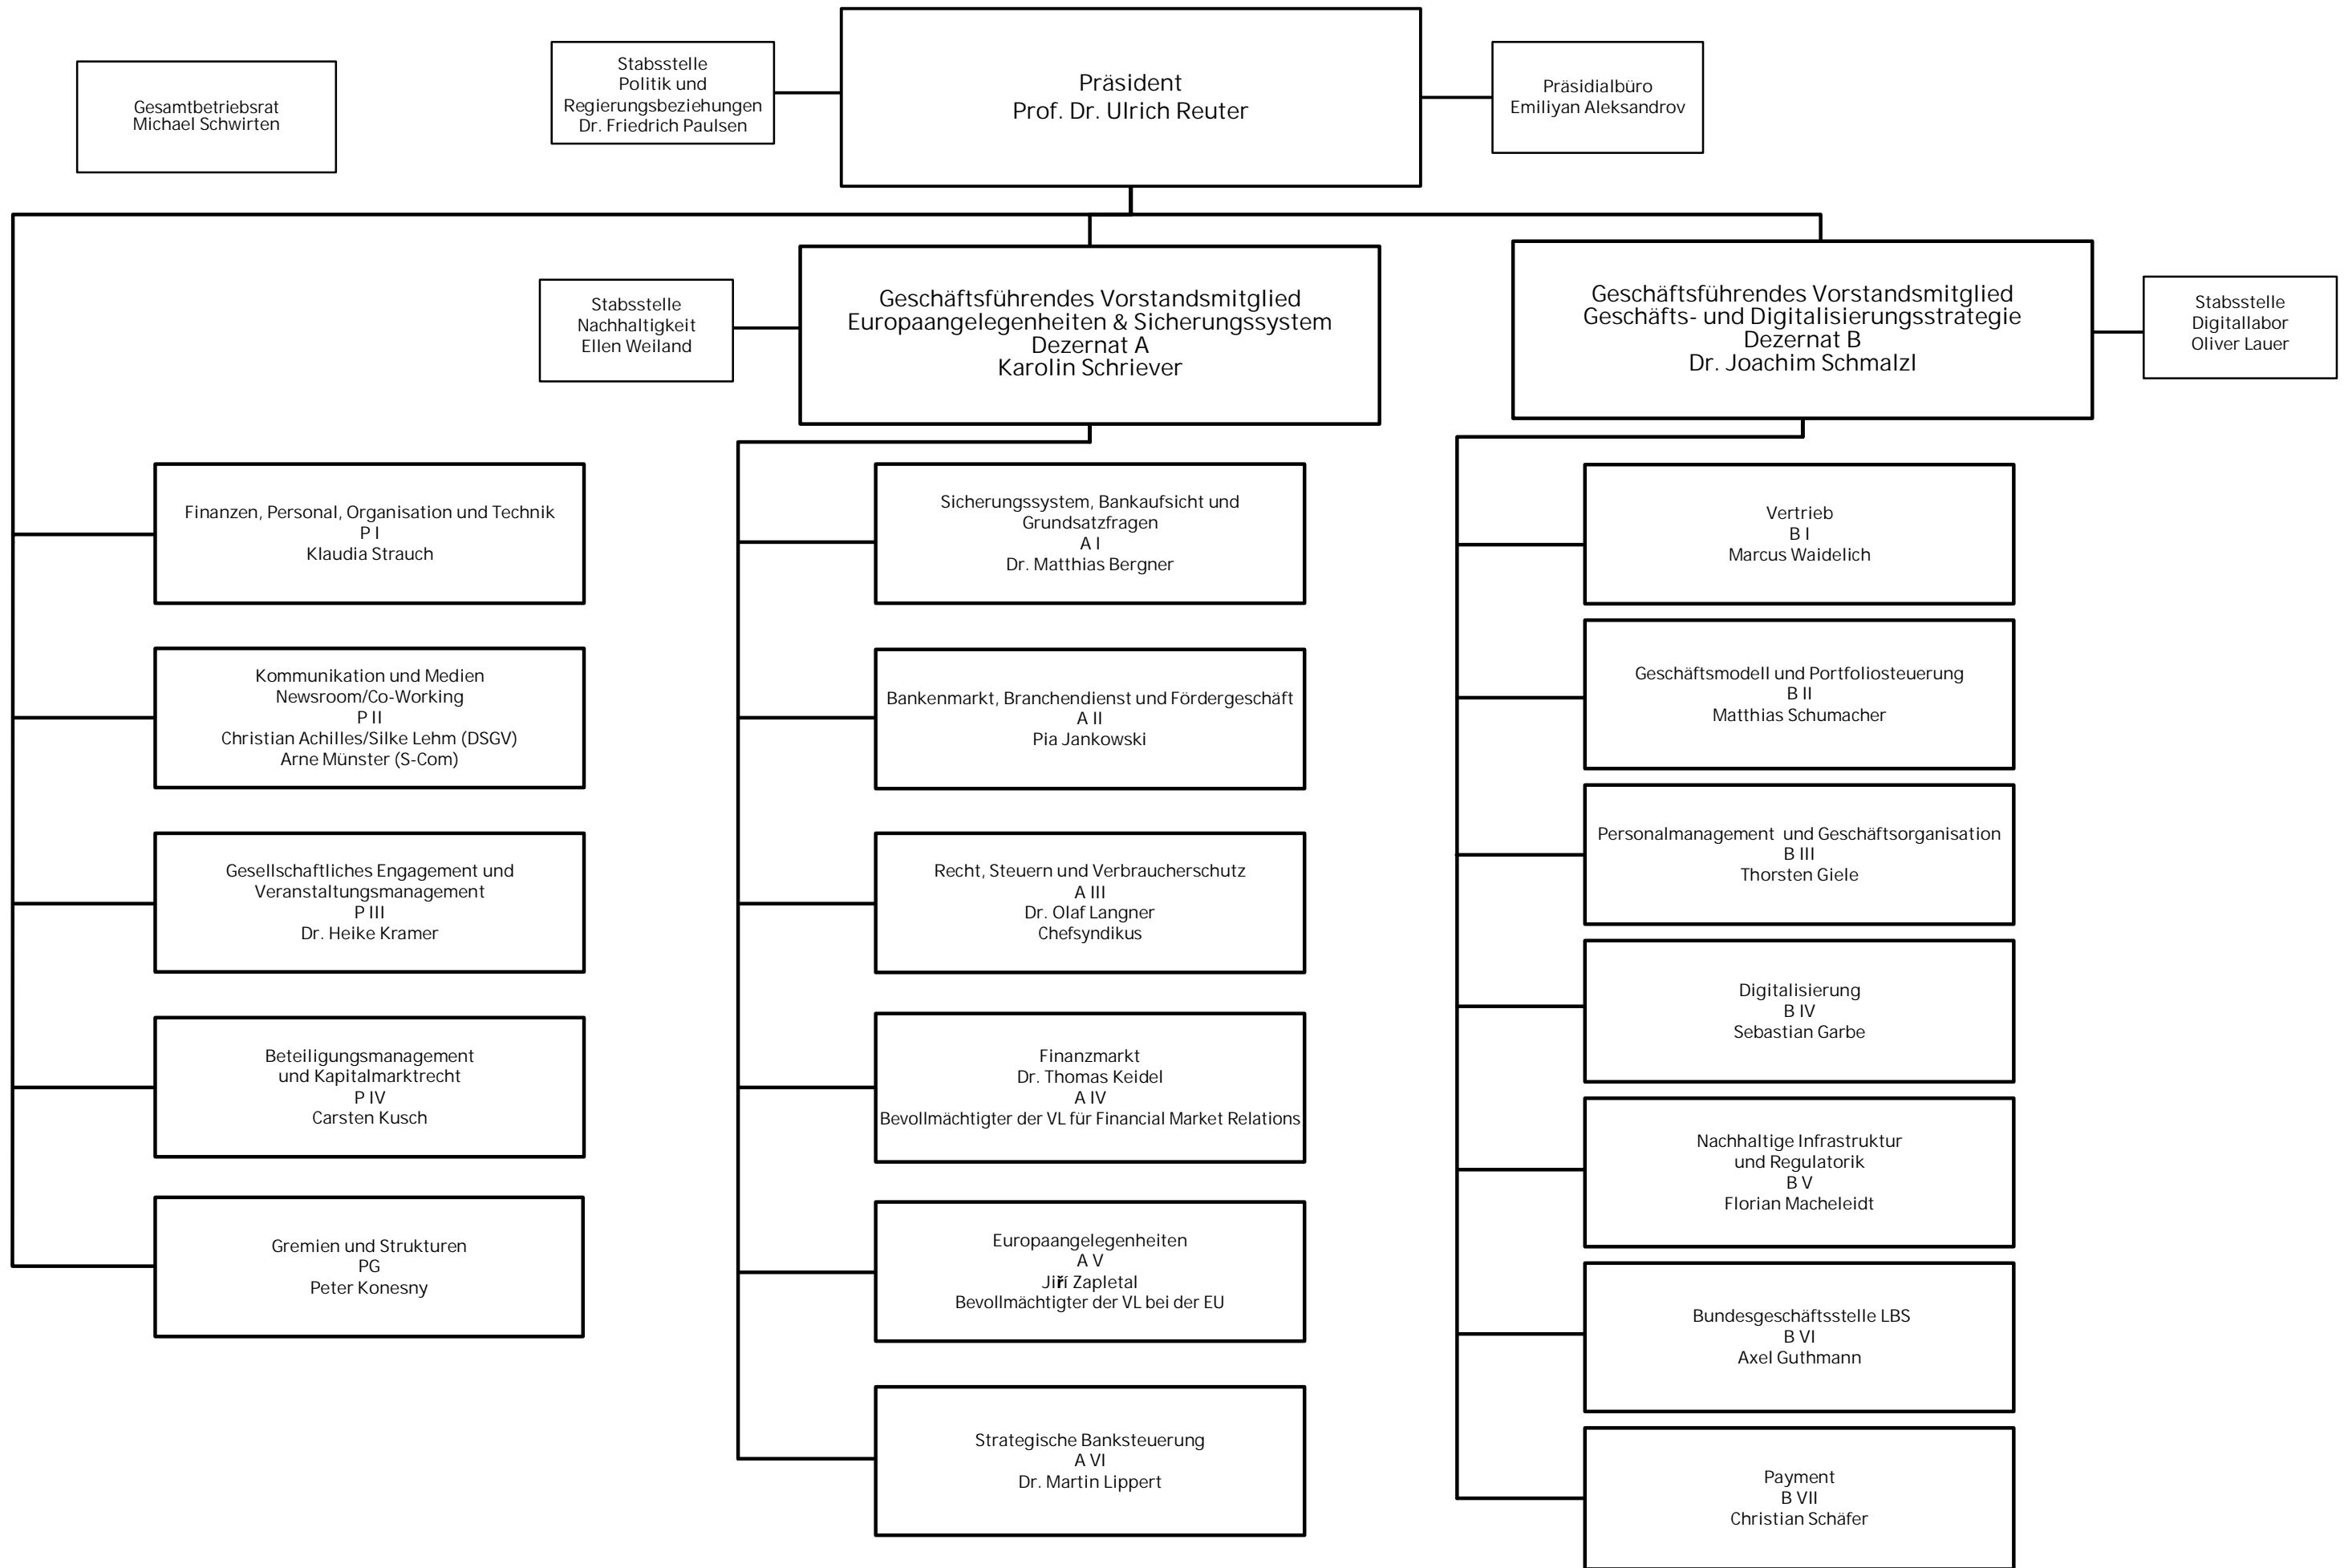 Gesamtbetriebsrat
Michael Schwirten
Stabsstelle
Politik und
Regierungsbeziehungen
Dr. Friedrich Paulsen
Präsident
Prof. Dr. Ulrich Reuter
Präsidialbüro
Emiliyan Aleksandrov
Stabsstelle
Nachhaltigkeit
Ellen Weiland
Geschäftsführendes Vorstandsmitglied
Europaangelegenheiten & Sicherungssystem
Dezernat A
Karolin Schriever
Geschäftsführendes Vorstandsmitglied
Geschäfts- und Digitalisierungsstrategie
Dezernat B
Dr. Joachim Schmalzl
Stabsstelle
Digitallabor
Oliver Lauer
Finanzen, Personal, Organisation und Technik
P I
Klaudia Strauch
Kommunikation und Medien
Newsroom/Co-Working
P II
Christian Achilles/Silke Lehm (DSGV)
Arne Münster (S-Com)
Gesellschaftliches Engagement und
Veranstaltungsmanagement
P III
Dr. Heike Kramer
Beteiligungsmanagement
und Kapitalmarktrecht
P IV
Carsten Kusch
Gremien und Strukturen
PG
Peter Konesny
Sicherungssystem, Bankaufsicht und
Grundsatzfragen
A I
Dr. Matthias Bergner
Bankenmarkt, Branchendienst und Fördergeschäft
A II
Pia Jankowski
Recht, Steuern und Verbraucherschutz
A III
Dr. Olaf Langner
Chefsyndikus
Finanzmarkt
Dr. Thomas Keidel
A IV
Bevollmächtigter der VL für Financial Market Relations
Europaangelegenheiten
A V
Jiří Zapletal
Bevollmächtigter der VL bei der EU
Strategische Banksteuerung
A VI
Dr. Martin Lippert
Vertrieb
B I
Marcus Waidelich
Geschäftsmodell und Portfoliosteuerung
B II
Matthias Schumacher
Personalmanagement  und Geschäftsorganisation
B III
Thorsten Giele
Digitalisierung
B IV
Sebastian Garbe
Nachhaltige Infrastruktur
und Regulatorik
B V
Florian Macheleidt
Bundesgeschäftsstelle LBS
B VI
Axel Guthmann
Payment
B VII
Christian Schäfer